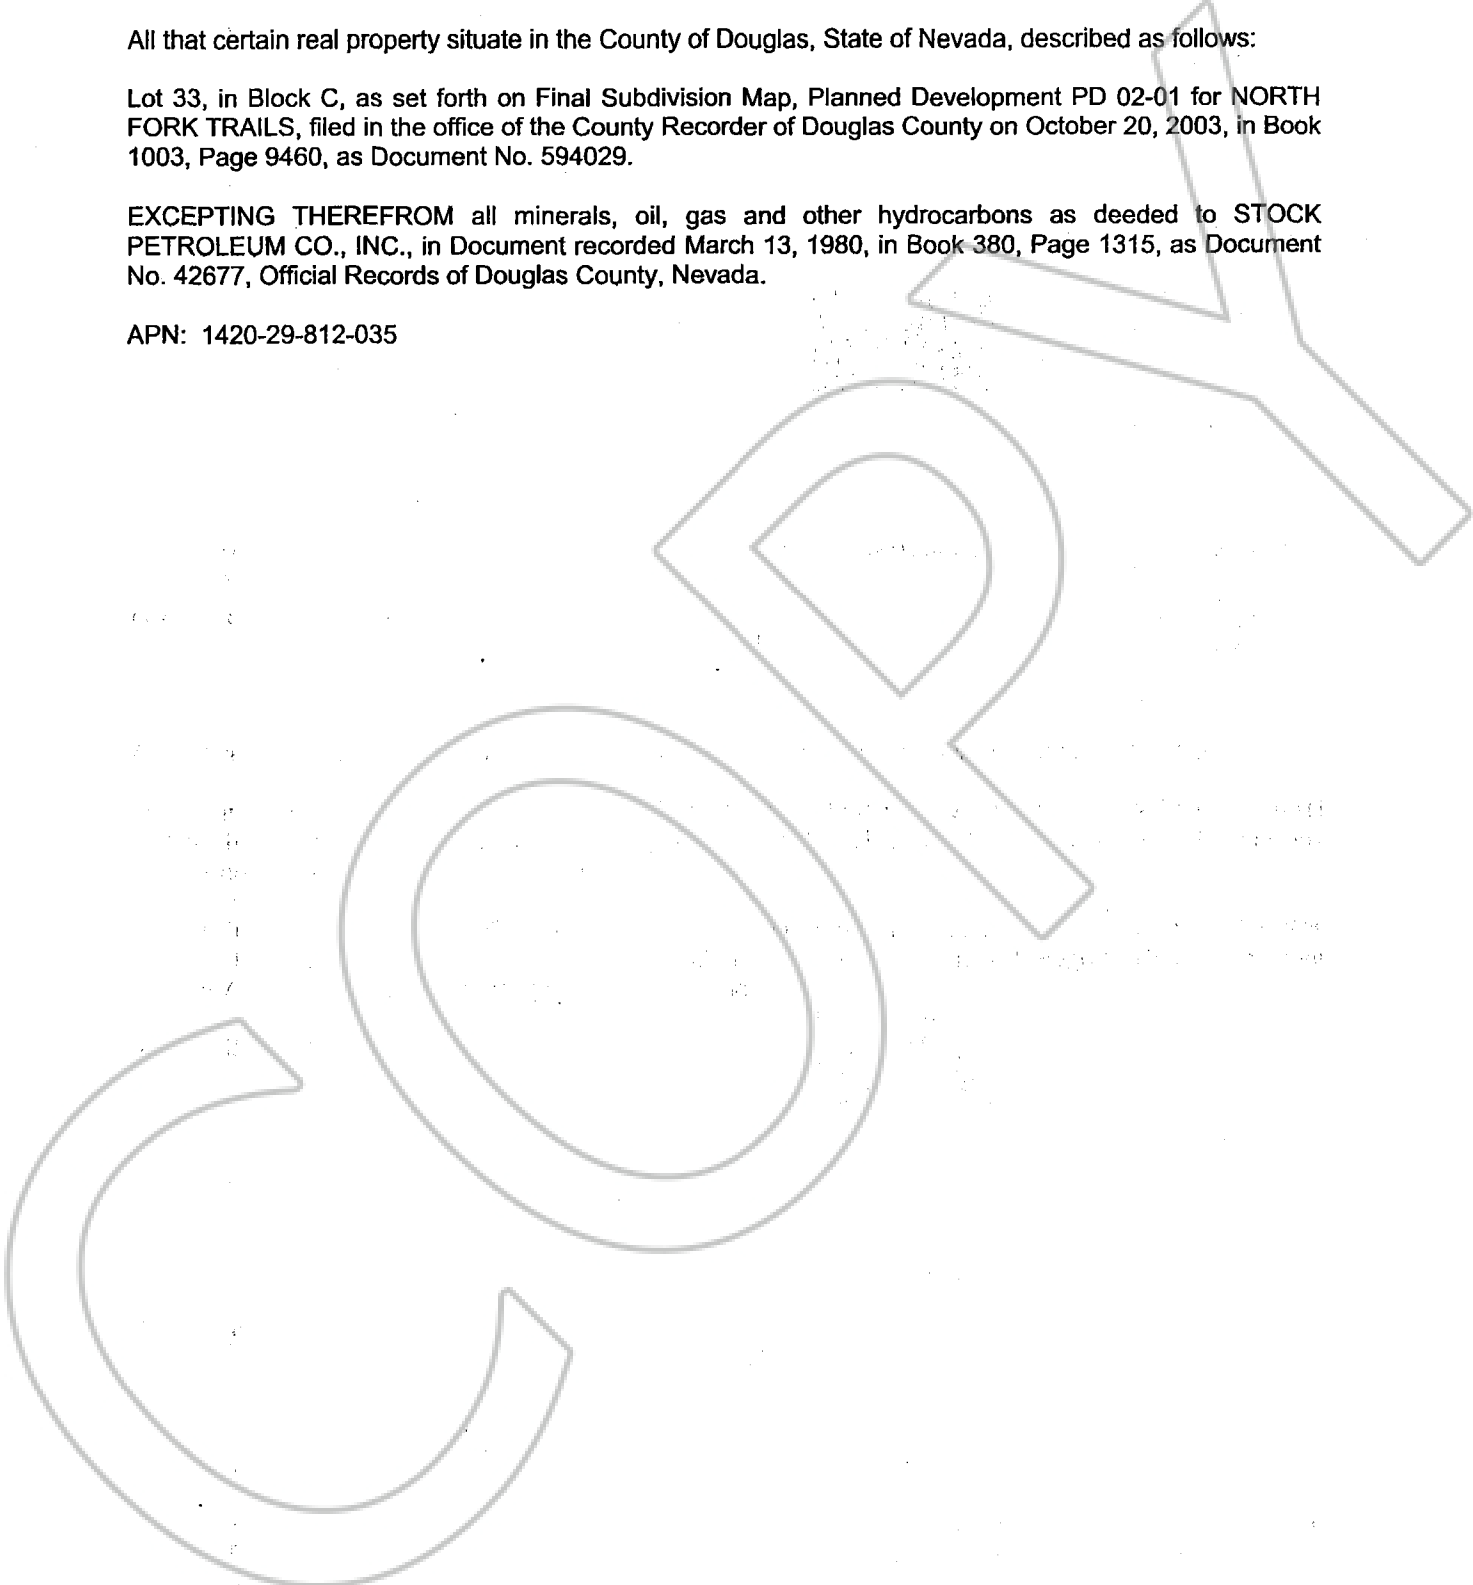 All that certain real property situate in the County of Douglas, State of Nevada, described as follows:
Lot 33, in Block C, as set forth on Final Subdivision Map, Planned Development PD 02-01 for NORTH
FORK TRAILS, filed in the office of the County Recorder of Douglas County on October 20, 2003, in Book
1003, Page 9460, as Document No. 594029.
EXCEPTING THEREFROM all minerals, oil, gas and other hydrocarbons as deeded to STOCK
PETROLEUM CO., INC., in Document recorded March 13, 1980, in Book 380, Page 1315, as Document
No. 42677, Official Records of Douglas County, Nevada.
APN: 1420-29-812-035
COPY